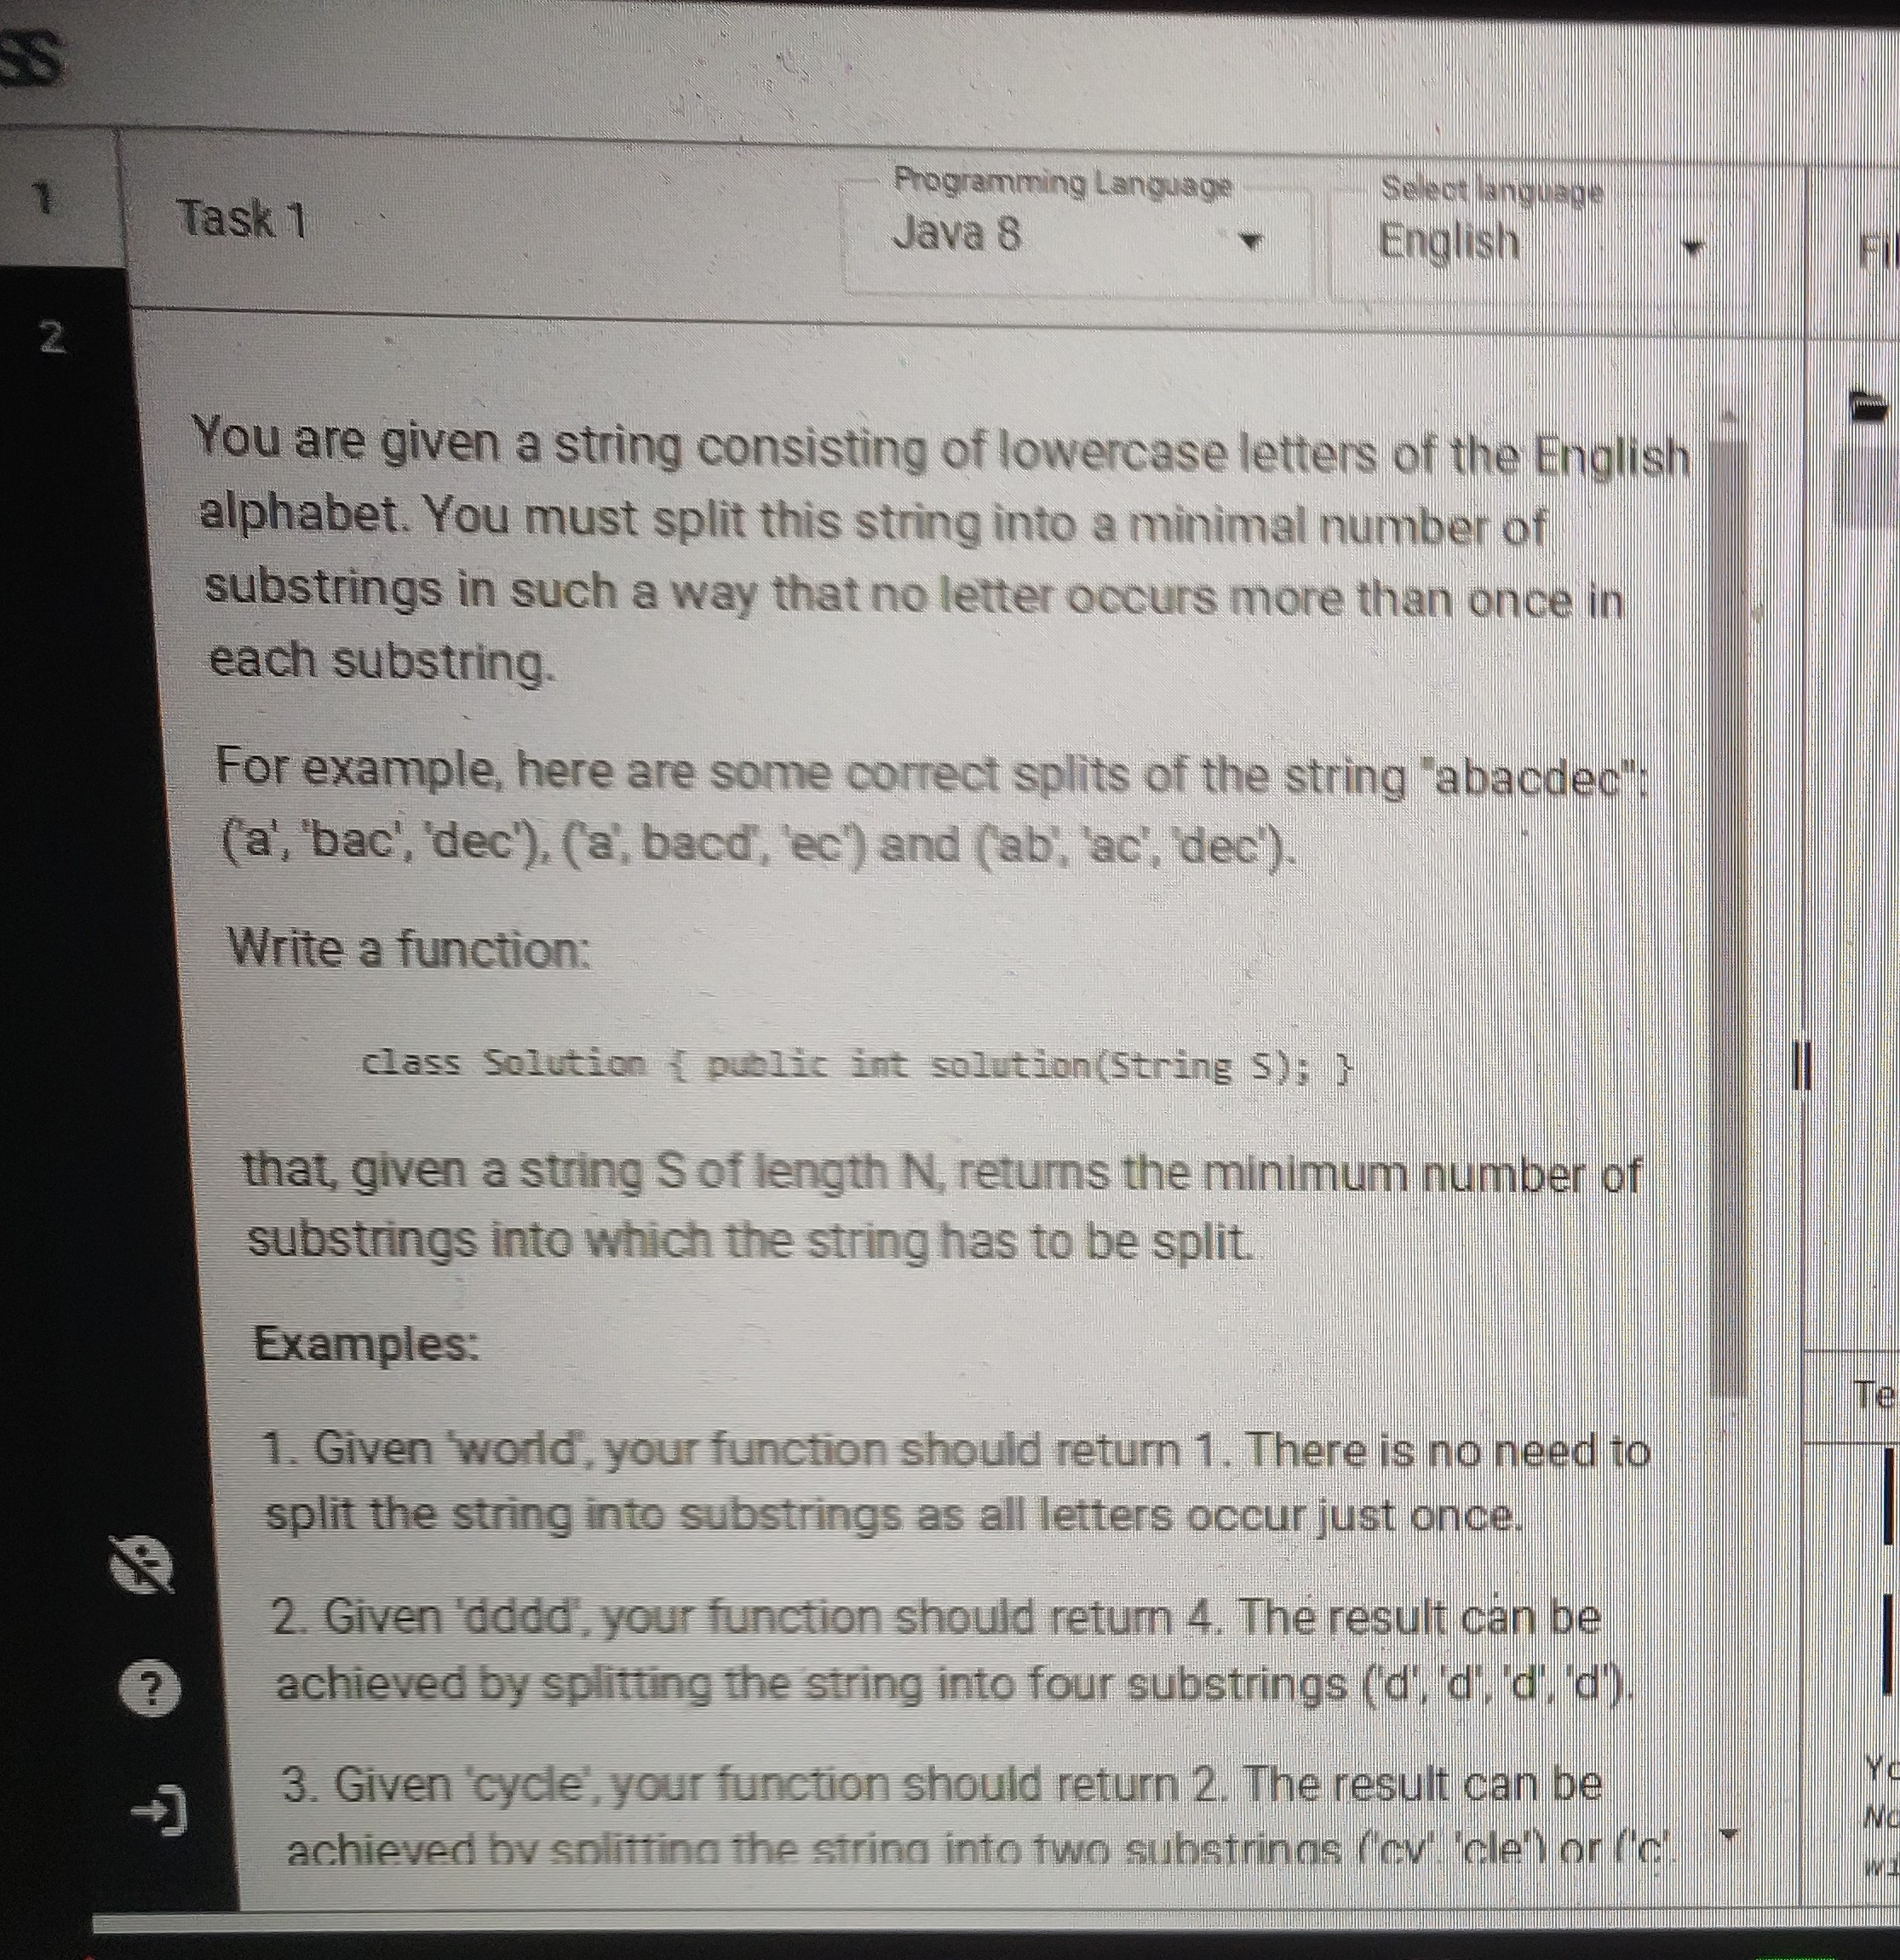 SS
1
Task 1
Programming Language
Java 8
Select language
English
2
You are given a string consisting of lowercase letters of the English
alphabet. You must split this string into a minimal number of
substrings in such a way that no letter occurs more than once in
each substring.
For example, here are some correct splits of the string "abacdec":
('a', 'bac', 'dec'), ('a', bacd', 'ec') and ('ab', 'ac', 'dec').
Write a function:
class Solution { public int solution(String S); }
that, given a string S of length N, returns the minimum number of
substrings into which the string has to be split.
Examples:
1. Given 'world', your function should return 1. There is no need to
split the string into substrings as all letters occur just once.
2. Given 'dddd', your function should return 4. The result can be
achieved by splitting the string into four substrings ('d', 'd', 'd', 'd').
3. Given 'cycle', your function should return 2. The result can be
achieved by splitting the string into two substrings ('cy' 'cle') or ('c'
?
Te